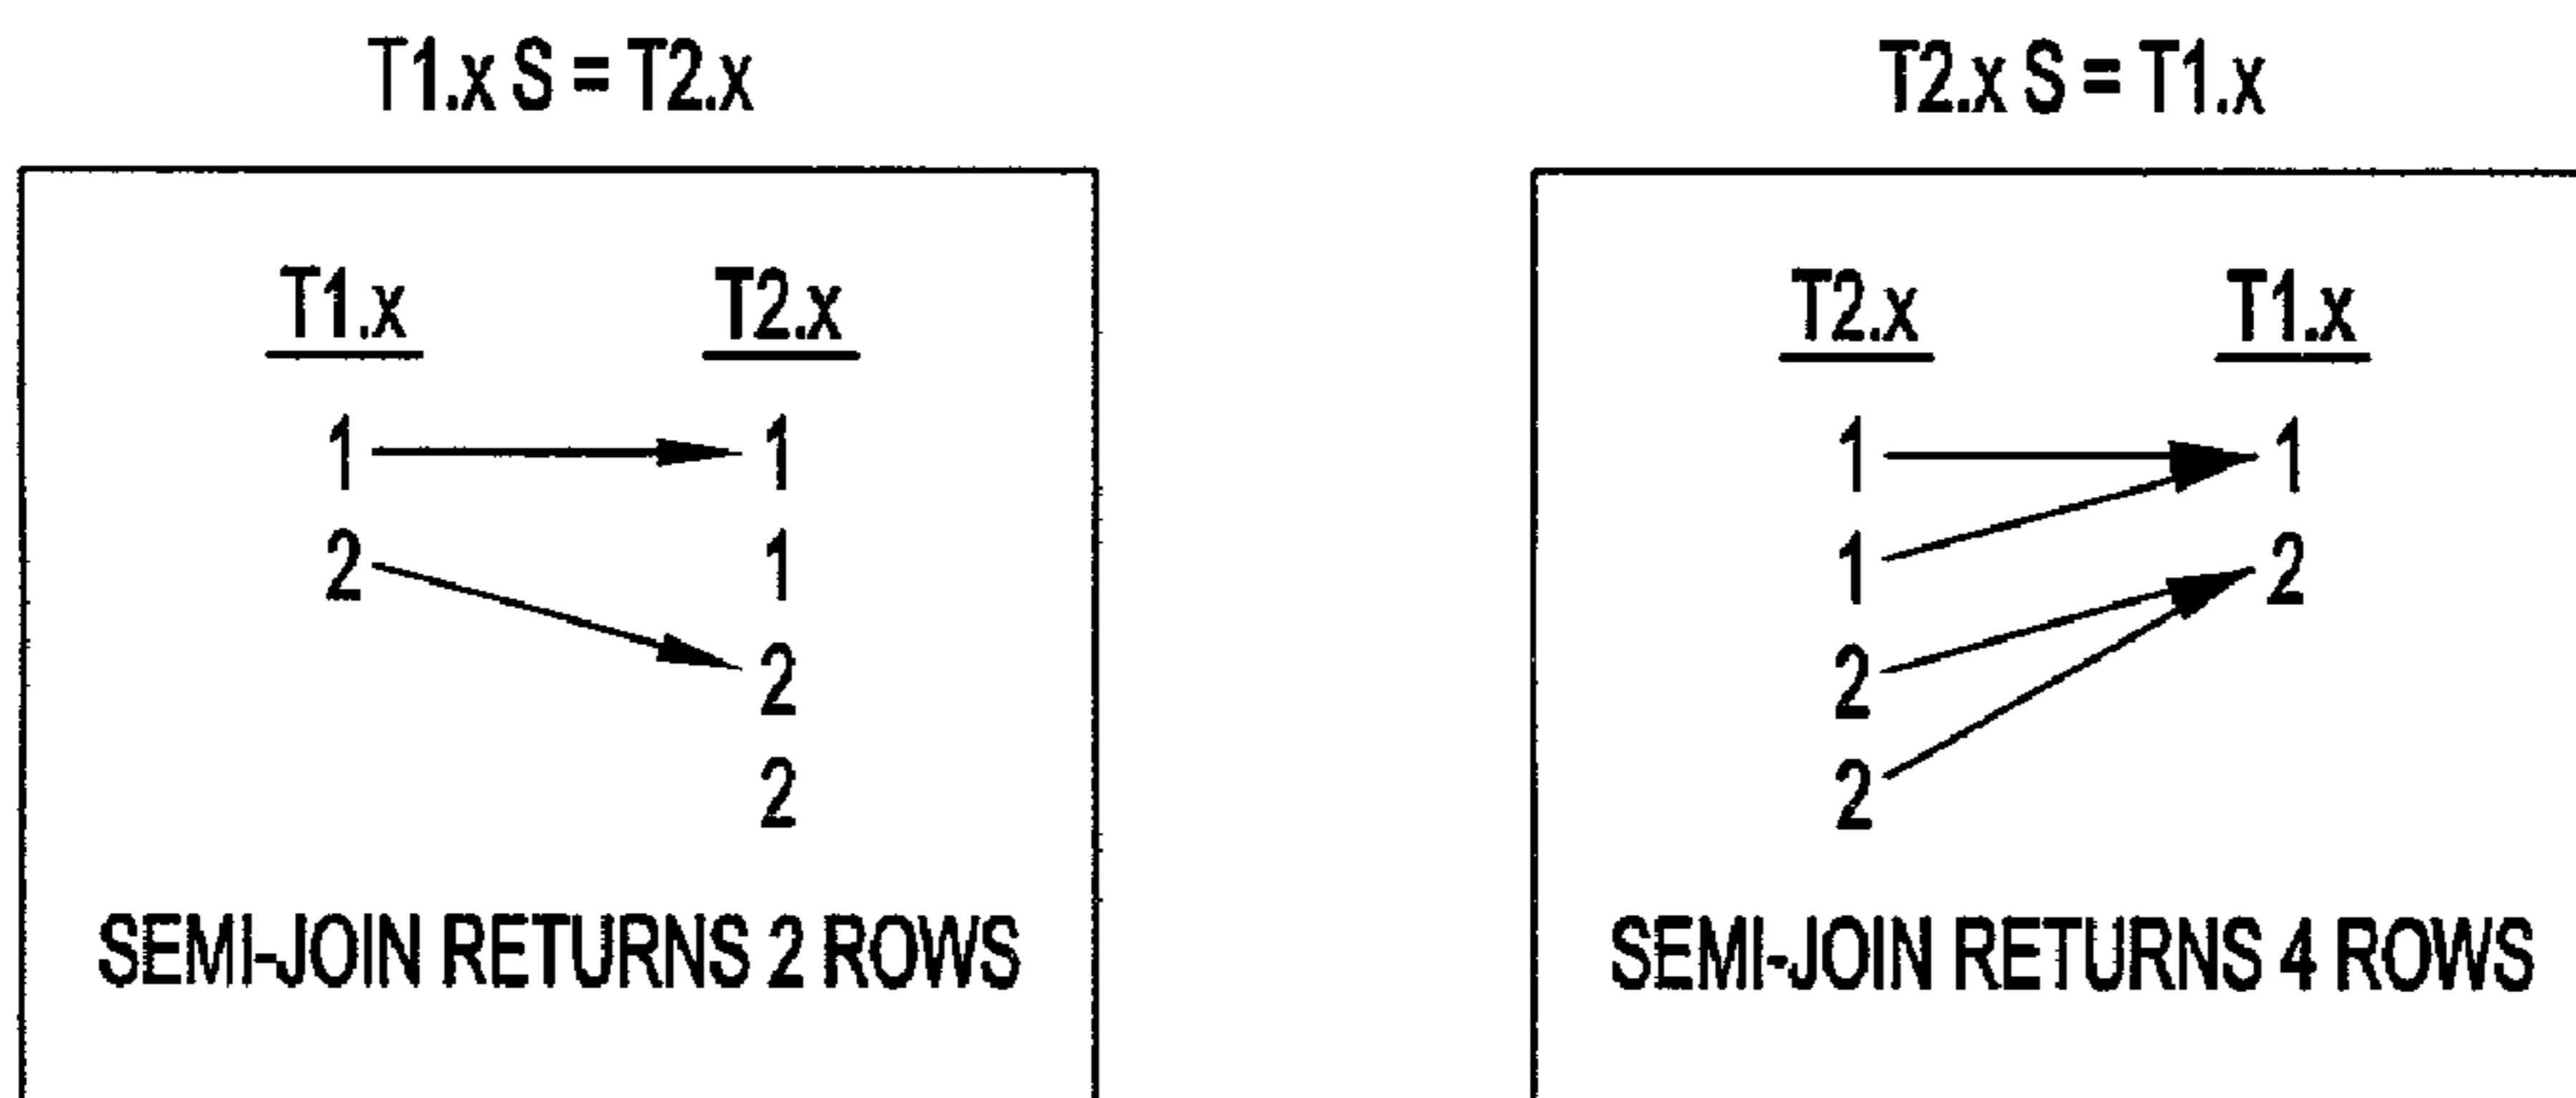 T1.x S = T2.x
T1.x T2.x
1 1
2 1
2
2
SEMI-JOIN RETURNS 2 ROWS
T2.x S = T1.x
T2.x T1.x
1 1
1 2
2
2
SEMI-JOIN RETURNS 4 ROWS